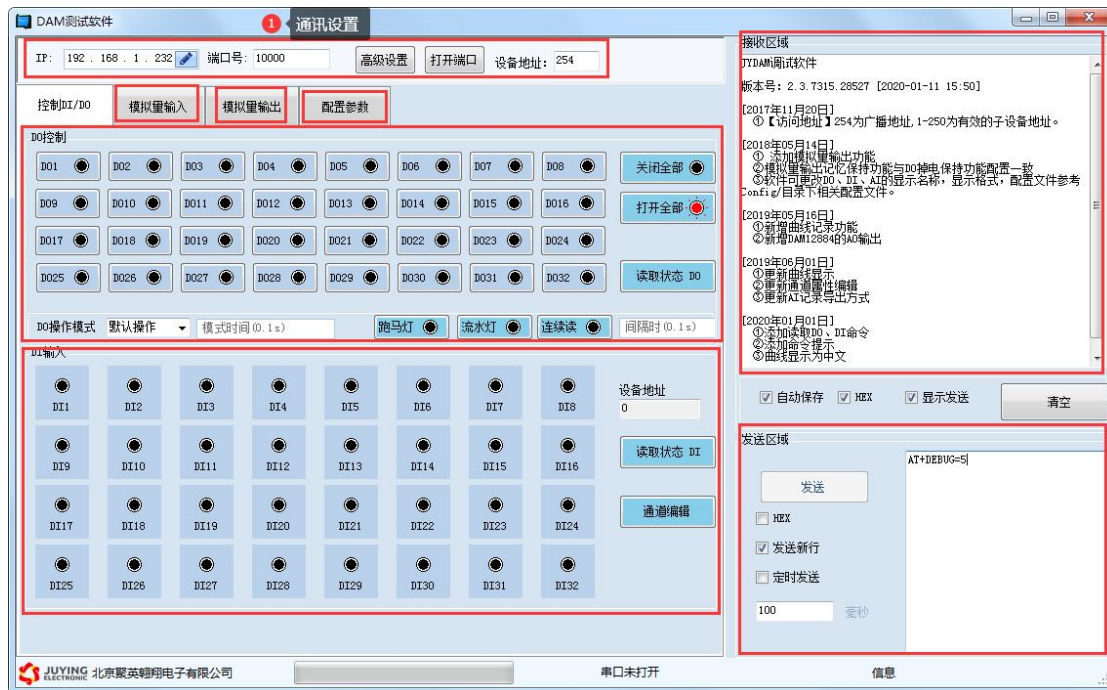 DAM测试软件
1 通讯设置
IP: 192 . 168 . 1 . 232 端口号: 10000 高级设置 打开端口 设备地址: 254
控制DI/DO 模拟量输入 模拟量输出 配置参数
DO控制
DO1 DO2 DO3 DO4 DO5 DO6 DO7 DO8 关闭全部
DO9 DO10 DO11 DO12 DO13 DO14 DO15 DO16 打开全部
DO17 DO18 DO19 DO20 DO21 DO22 DO23 DO24
DO25 DO26 DO27 DO28 DO29 DO30 DO31 DO32 读取状态 DO
DO操作模式 默认操作 模式时间(0.1s) 跑马灯 流水灯 连续读 间隔时(0.1s)
DI输入
DI1 DI2 DI3 DI4 DI5 DI6 DI7 DI8
设备地址
0
DI9 DI10 DI11 DI12 DI13 DI14 DI15 DI16
读取状态 DI
DI17 DI18 DI19 DI20 DI21 DI22 DI23 DI24
通道编辑
DI25 DI26 DI27 DI28 DI29 DI30 DI31 DI32
接收区域
JYDAM调试软件
版本号: 2.3.7315.28527 [2020-01-11 15:50]
[2017年11月20日]
①【访问地址】254为广播地址,1-250为有效的子设备地址。
[2018年05月14日]
① 添加模拟量输出功能
②模拟量输出记忆保持功能与DO掉电保持功能配置一致
③软件可更改DO、DI、AI的显示名称，显示格式，配置文件参考
Config/目录下相关配置文件。
[2019年05月16日]
①新增曲线记录功能
②新增DAM12884的AO输出
[2019年06月01日]
①更新曲线显示
②更新通道属性编辑
③更新AI记录导出方式
[2020年01月01日]
①添加读取DO、DI命令
②添加命令提示
③曲线显示为中文
自动保存 HEX 显示发送 清空
发送区域
AT+DEBUG=5
发送
HEX
发送新行
定时发送
100 毫秒
JUYING ELECTRONIC 北京聚英翱翔电子有限公司 串口未打开 信息